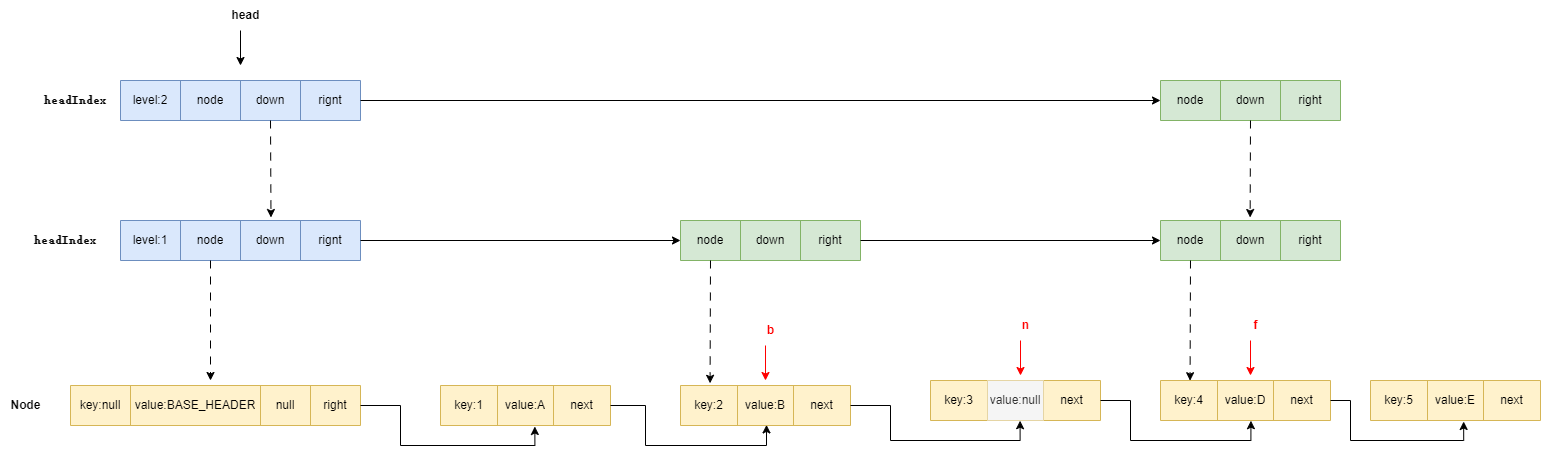 head
headIndex level:2 node down rignt node down right
headIndex level:1 node down rignt node down right node down right
b n f
Node key:null value:BASE_HEADER null right key:1 value:A next key:2 value:B next key:3 value:null next key:4 value:D next key:5 value:E next